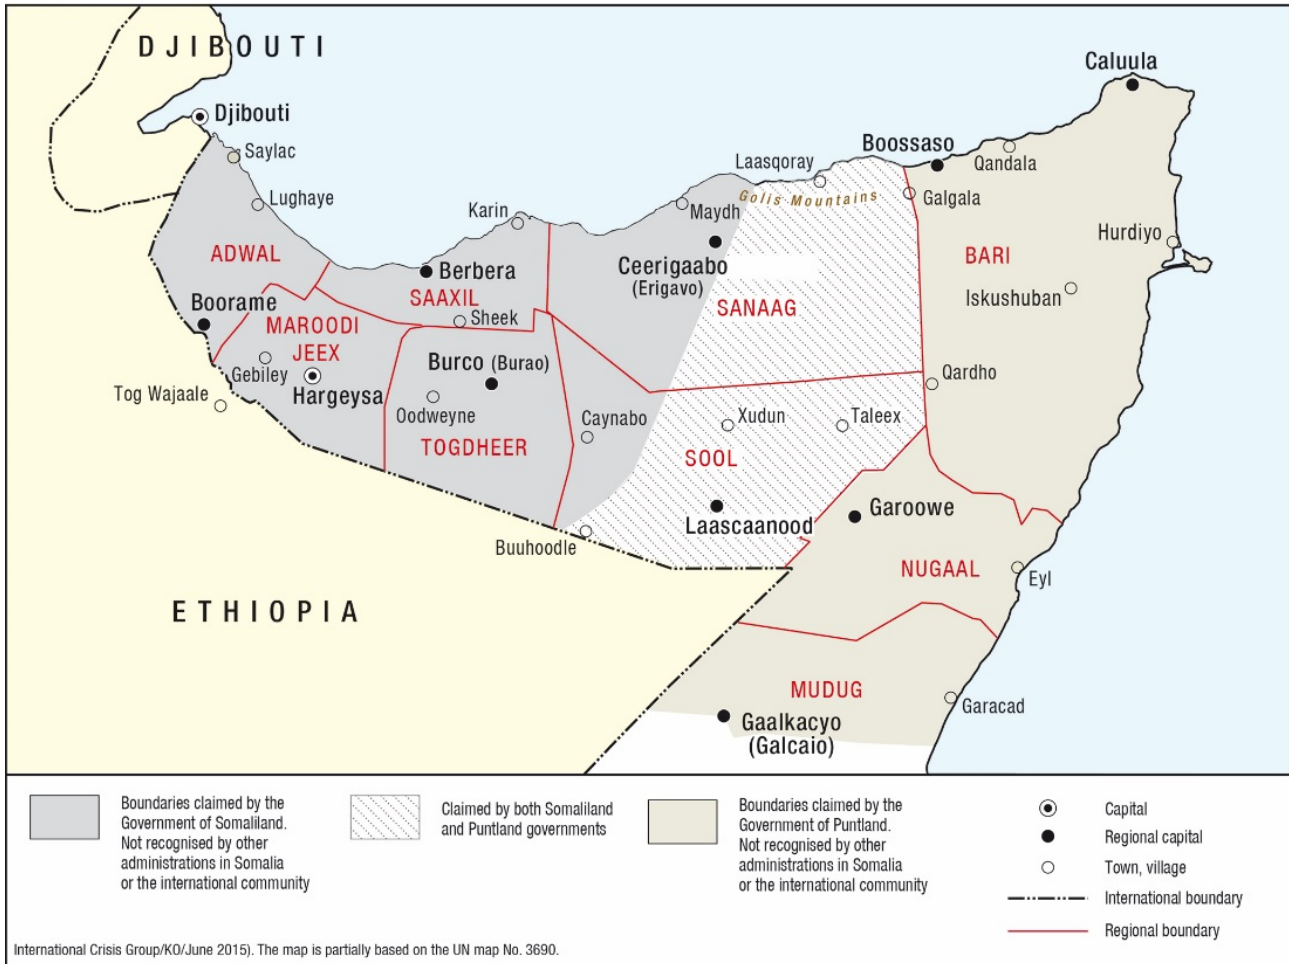 DJIBOUTI
Caluula
Djibouti
Boossaso
Qandala
Saylac
Laasqoray
Golis Mountains
Galgala
Lughaye
Karin
Maydh
Hurdiyo
ADWAL
Ceerigaabo
(Erigavo)
BARI
Berbera
SAAXIL
Iskushuban
Boorame
SANAAG
MAROODI
JEEX
Sheek
Gebiley
Burco (Burao)
Hargeysa
Qardho
Tog Wajaale
Oodweyne
Caynabo
Xudun
Taleex
TOGDHEER
SOOL
Garoowe
Laascaanood
Buuhoodle
NUGAAL
Eyl
ETHIOPIA
MUDUG
Garacad
Gaalkacyo
(Galcaio)
Boundaries claimed by the
Government of Somaliland.
Not recognised by other
administrations in Somalia
or the international community
Claimed by both Somaliland
and Puntland governments
Boundaries claimed by the
Government of Puntland.
Not recognised by other
administrations in Somalia
or the international community
Capital
Regional capital
Town, village
International boundary
Regional boundary
International Crisis Group/KO/June 2015). The map is partially based on the UN map No. 3690.